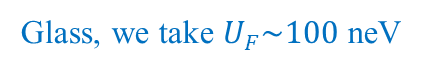 Glass, we take U_F~100 neV